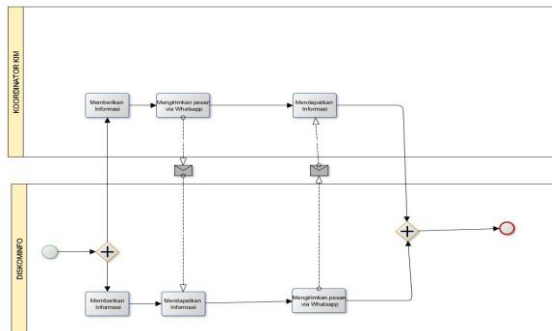 KOORDINATOR KIM
Memberikan
Informasi
Mengirimkan pesan
via Whatsapp
Mendapatkan
Informasi
DISKOMINFO
Memberikan
Informasi
Mendapatkan
Informasi
Mengirimkan pesan
via Whatsapp